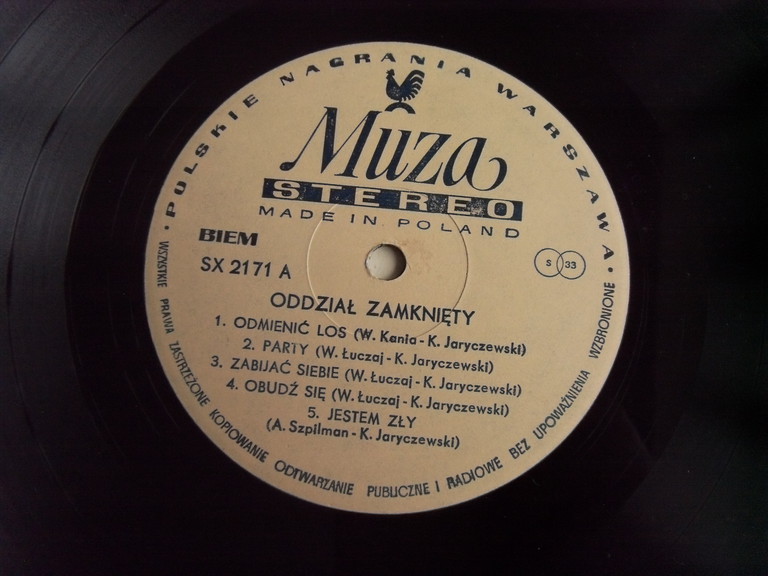 • POLSKIE NAGRANIA WARSZAWA •
Muza
STEREO
MADE IN POLAND
BIEM
SX 2171 A
S 33
ODDZIAŁ ZAMKNIĘTY
1. ODMIENIĆ LOS (W. Kania - K. Jaryczewski)
2. PARTY (W. Łuczaj - K. Jaryczewski)
3. ZABIJAĆ SIEBIE (W. Łuczaj - K. Jaryczewski)
4. OBUDŹ SIĘ (W. Łuczaj - K. Jaryczewski)
5. JESTEM ZŁY
(A. Szpilman - K. Jaryczewski)
WSZYSTKIE PRAWA ZASTRZEŻONE KOPIOWANIE ODTWARZANIE PUBLICZNE I RADIOWE BEZ UPOWAŻNIENIA WZBRONIONE